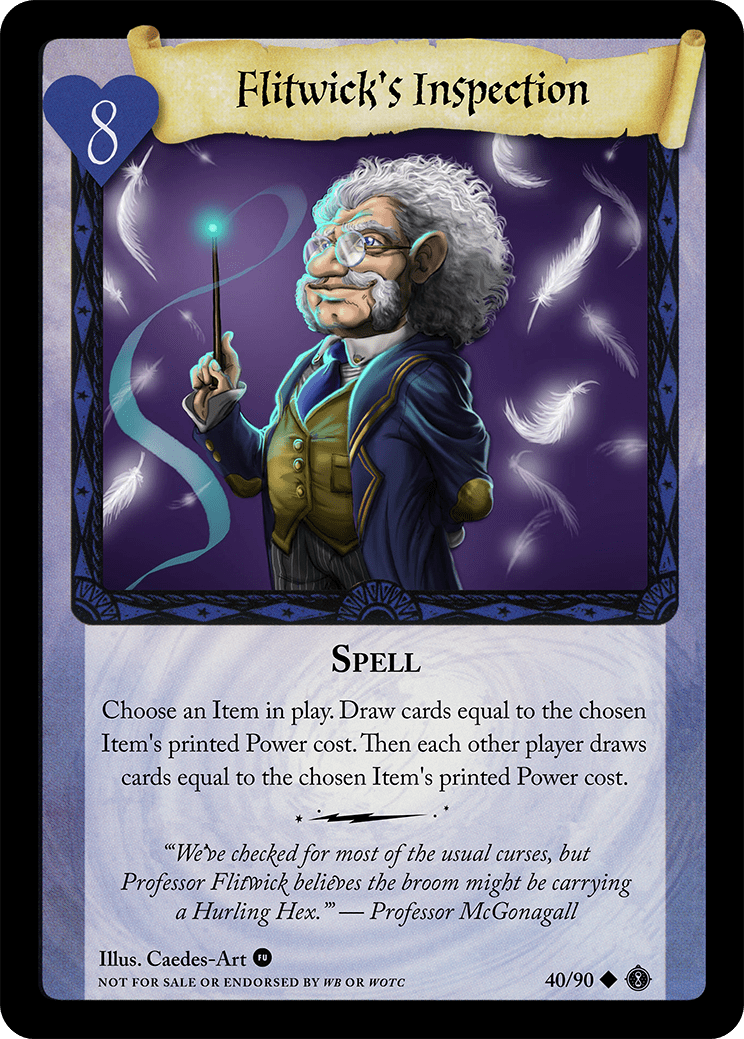 Flitwick's Inspection
8
SPELL
Choose an Item in play. Draw cards equal to the chosen
Item's printed Power cost. Then each other player draws
cards equal to the chosen Item's printed Power cost.
“‘We've checked for most of the usual curses, but
Professor Flitwick believes the broom might be carrying
a Hurling Hex.’” — Professor McGonagall
Illus. Caedes-Art FU
NOT FOR SALE OR ENDORSED BY WB OR WOTC
40/90